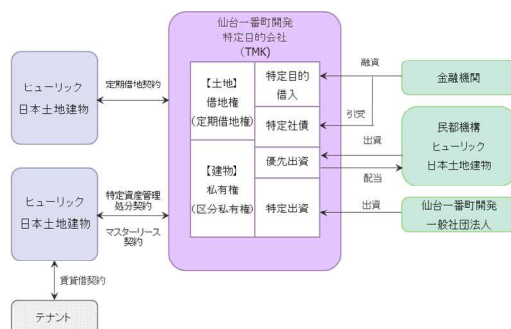 仙台一番町開発
特定目的会社
(TMK)
ヒューリック
日本土地建物
定期借地契約
【土地】
借地権
(定期借地権)
【建物】
私有権
(区分私有権)
特定目的
借入
特定社債
優先出資
特定出資
融資
引受
出資
配当
出資
金融機関
民都機構
ヒューリック
日本土地建物
仙台一番町開発
一般社団法人
ヒューリック
日本土地建物
特定資産管理
処分契約
マスターリース
契約
賃貸借契約
テナント